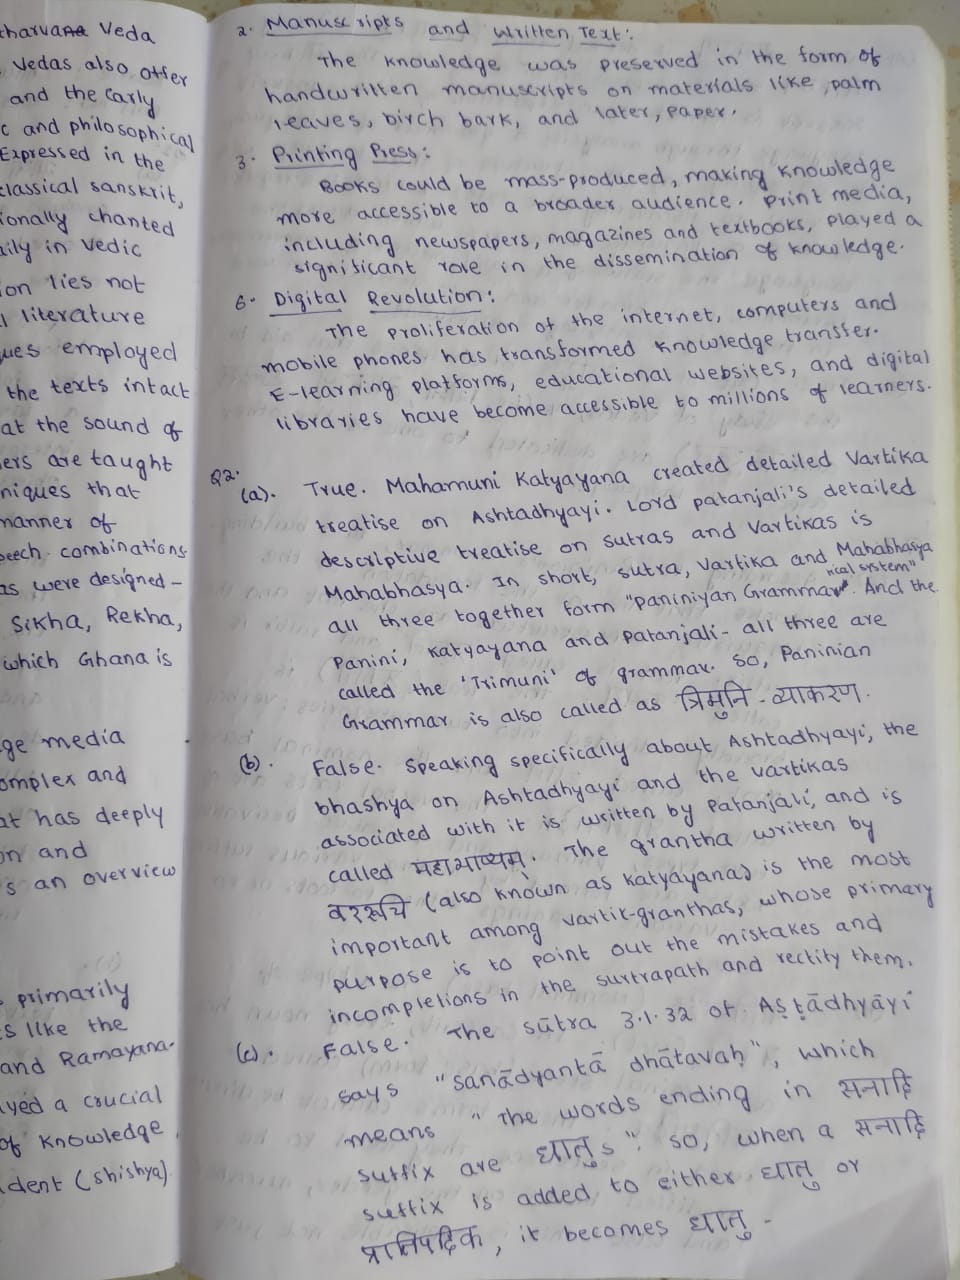 tharvana Veda
Vedas also offer
and the Carly
c and philosophical
Expressed in the
classical sanskrit,
ionally chanted
aily in vedic
ion lies not
l literature
ques employed
the texts intact
at the sound of
ers are taught
niques that
manner of
peech combinations
as were designed -
Sikha, Rekha,
which Ghana is
ge media
omplex and
at has deeply
on and
s an overview
primarily
s like the
and Ramayana.
ayed a crucial
of Knowledge
dent (shishya)
2. Manuscripts and Written Text:
The knowledge was preserved in the form of
handwritten manuscripts on materials like palm
leaves, birch bark, and later, paper.
3. Printing Press:
Books could be mass-produced, making knowledge
more accessible to a broader audience. Print media,
including newspapers, magazines and textbooks, played a
significant role in the dissemination of knowledge.
6. Digital Revolution:
The proliferation of the internet, computers and
mobile phones has transformed knowledge transfer.
E-learning platforms, educational websites, and digital
libraries have become accessible to millions of learners.
Q2.
(a). True. Mahamuni Katyayana created detailed Vartika
treatise on Ashtadhyayi. Lord patanjali's detailed
descriptive treatise on sutras and Vartikas is
Mahabhasya. In short, sutra, vartika and Mahabhasya
all three together form "paniniyan Grammatical system". And the
Panini, Katyayana and patanjali - all three are
called the 'Trimuni' of grammar. So, Paninian
Grammar is also called as त्रिमुनि - व्याकरण.
(b). False. Speaking specifically about Ashtadhyayi, the
bhashya on Ashtadhyayi and the vartikas
associated with it is written by Patanjali, and is
called महाभाष्यम्. The grantha written by
वररूचि (also known as Katyayana) is the most
important among vartik-granthas, whose primary
purpose is to point out the mistakes and
incompletions in the surtrapath and rectify them.
(c). False. The sūtra 3.1.32 of Aṣṭādhyāyī
says "sanādyantā dhātavaḥ", which
means "The words ending in सनादि
suffix are धातुs". so, when a सनादि
suffix is added to either धातु or
प्रातिपदिक, it becomes धातु -